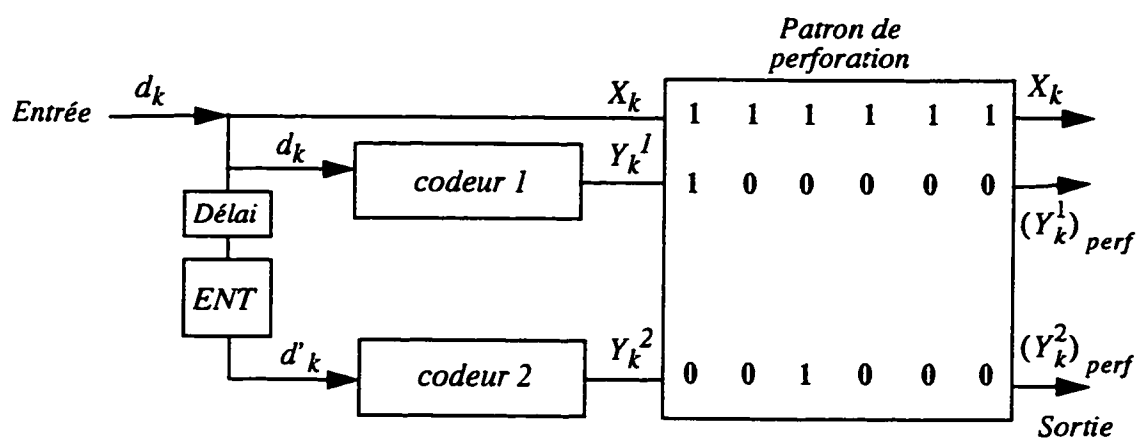 Patron de
perforation
Entrée d_k X_k 1 1 1 1 1 1 X_k
d_k codeur 1 Y_k^1 1 0 0 0 0 0 (Y_k^1)_perf
Délai
ENT
d'_k codeur 2 Y_k^2 0 0 1 0 0 0 (Y_k^2)_perf
Sortie